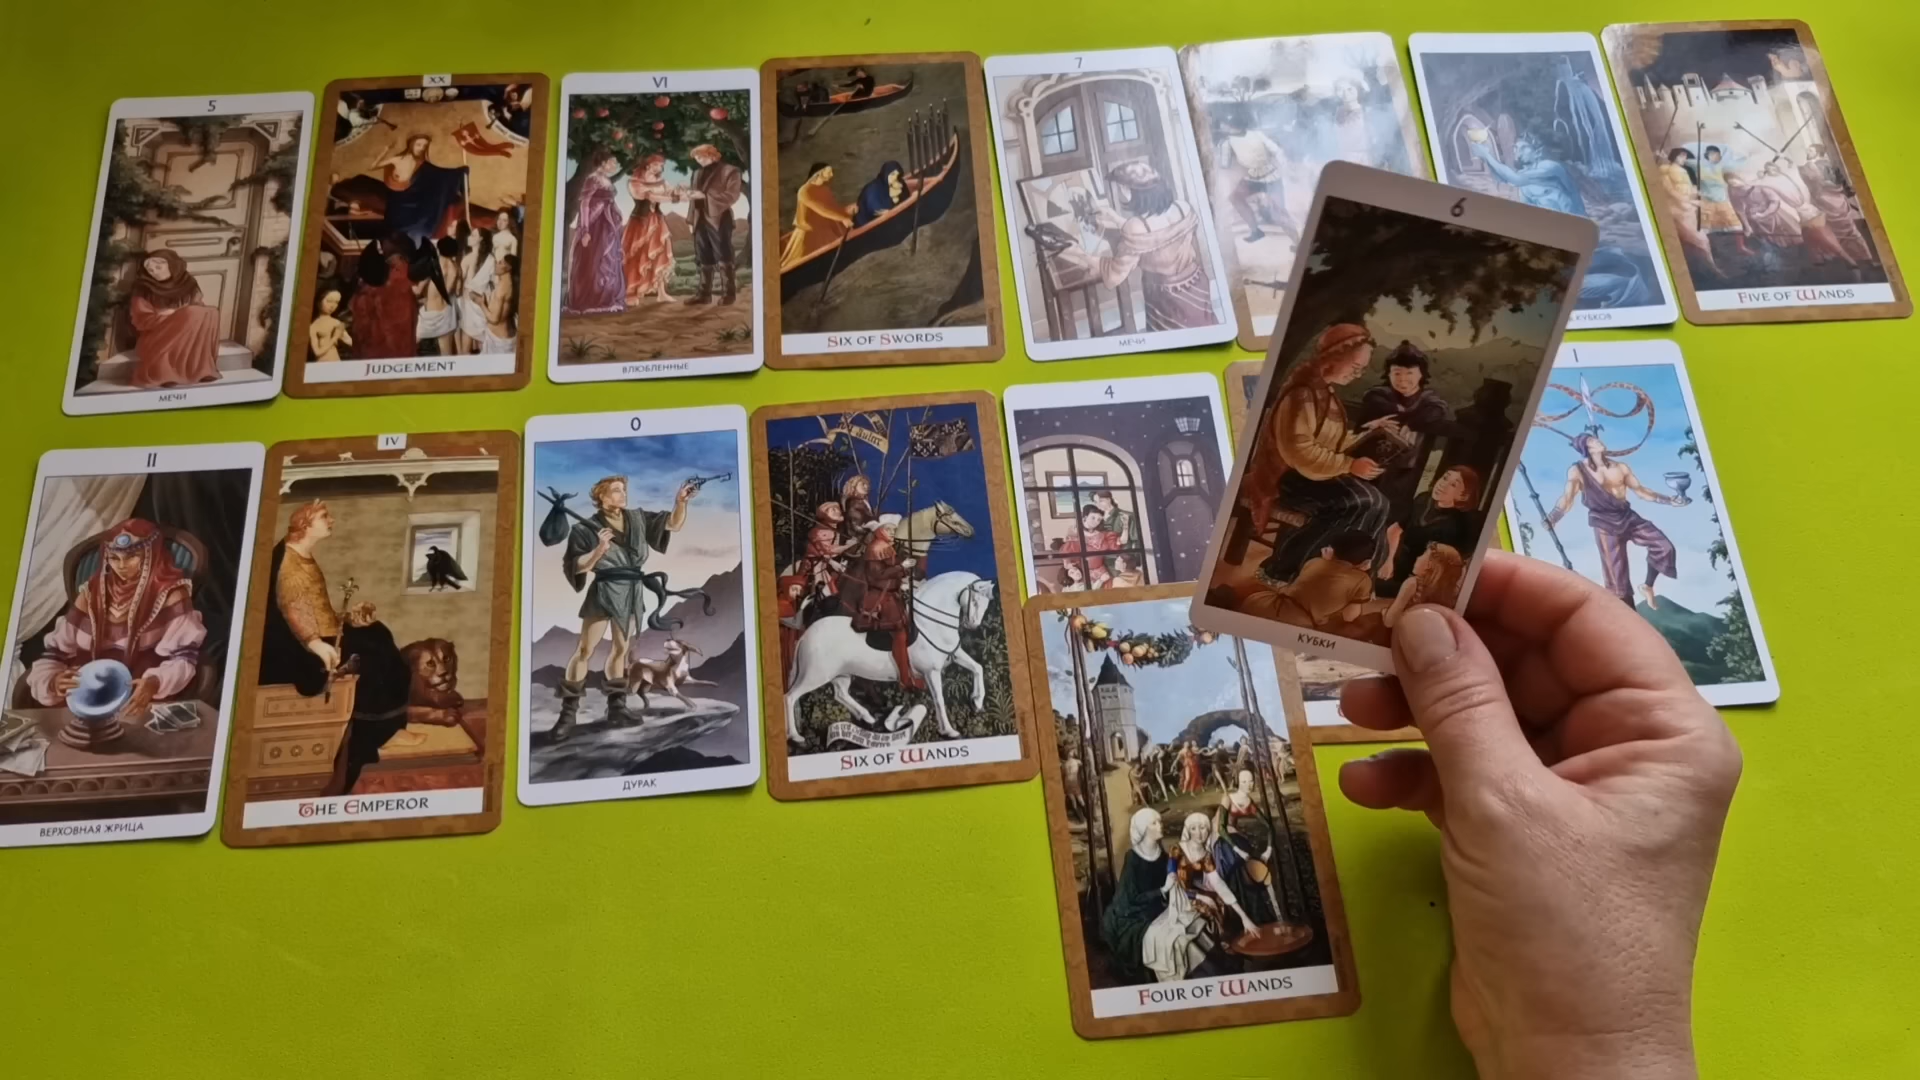 5
МЕЧИ
XX
JUDGEMENT
VI
ВЛЮБЛЕННЫЕ
SIX OF SWORDS
7
МЕЧИ
КУБКОВ
FIVE OF WANDS
II
ВЕРХОВНАЯ ЖРИЦА
IV
THE EMPEROR
0
ДУРАК
SIX OF WANDS
4
FOUR OF WANDS
6
КУБКИ
I